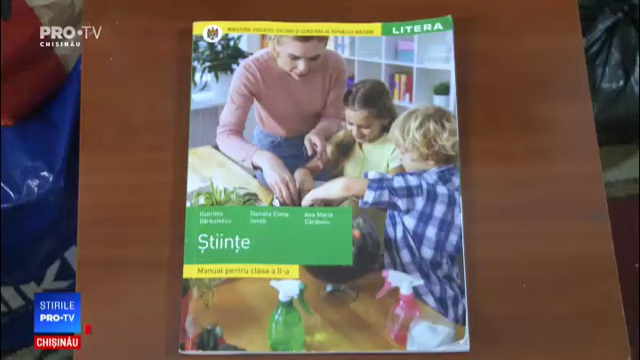 PRO•TV
CHIȘINĂU
MINISTERUL EDUCAȚIEI, CULTURII ȘI CERCETĂRII AL REPUBLICII MOLDOVA
LITERA
Gabriela
Bărbulescu
Daniela Elena
Ioniță
Ana Maria
Cănăvoiu
Științe
Manual pentru clasa a II-a
ȘTIRILE
PRO•TV
CHIȘINĂU